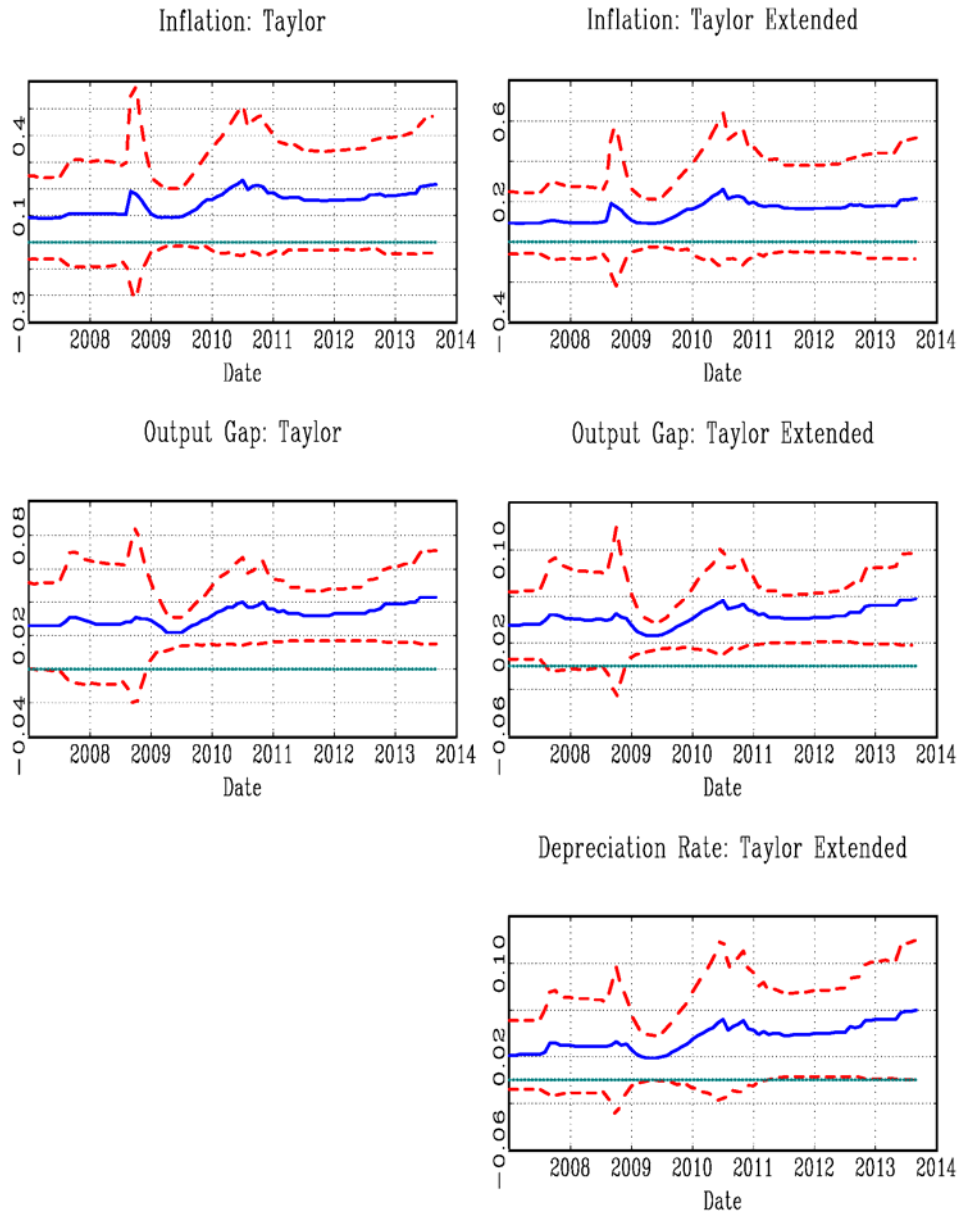 Inflation: Taylor
Inflation: Taylor Extended
0.4
0.1
−0.3
2008 2009 2010 2011 2012 2013 2014
Date
0.6
0.2
−0.4
2008 2009 2010 2011 2012 2013 2014
Date
Output Gap: Taylor
Output Gap: Taylor Extended
0.08
0.02
−0.04
2008 2009 2010 2011 2012 2013 2014
Date
0.10
0.02
−0.06
2008 2009 2010 2011 2012 2013 2014
Date
Depreciation Rate: Taylor Extended
0.10
0.02
−0.06
2008 2009 2010 2011 2012 2013 2014
Date